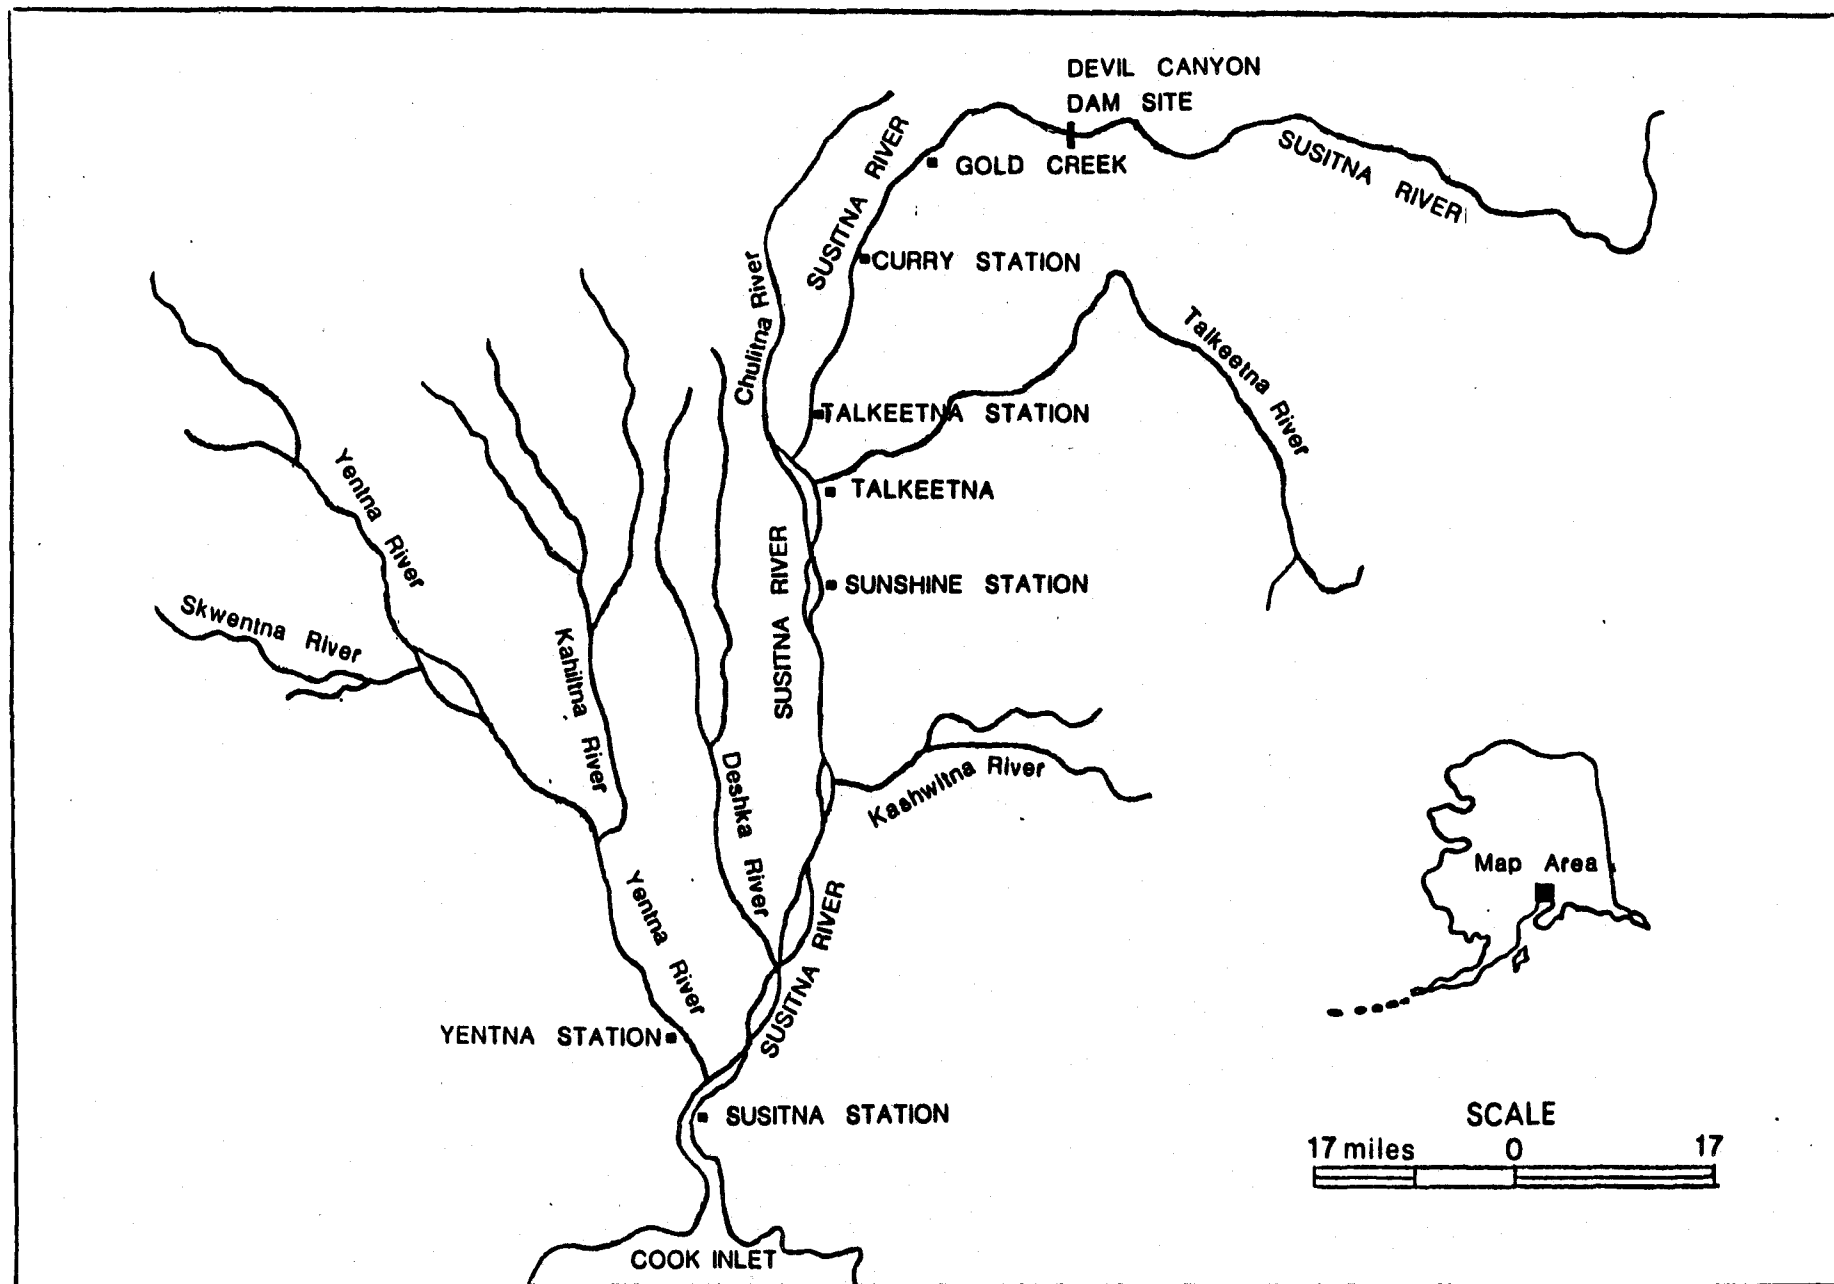 DEVIL CANYON
DAM SITE
SUSITNA RIVER
GOLD CREEK
SUSITNA RIVER
CURRY STATION
Chulitna River
Talkeetna River
TALKEETNA STATION
TALKEETNA
Yentna River
SUSITNA RIVER
SUNSHINE STATION
Skwentna River
Kahiltna River
Deshka River
Kashwitna River
Map Area
Yentna River
SUSITNA RIVER
YENTNA STATION
SUSITNA STATION
SCALE
17 miles 0 17
COOK INLET